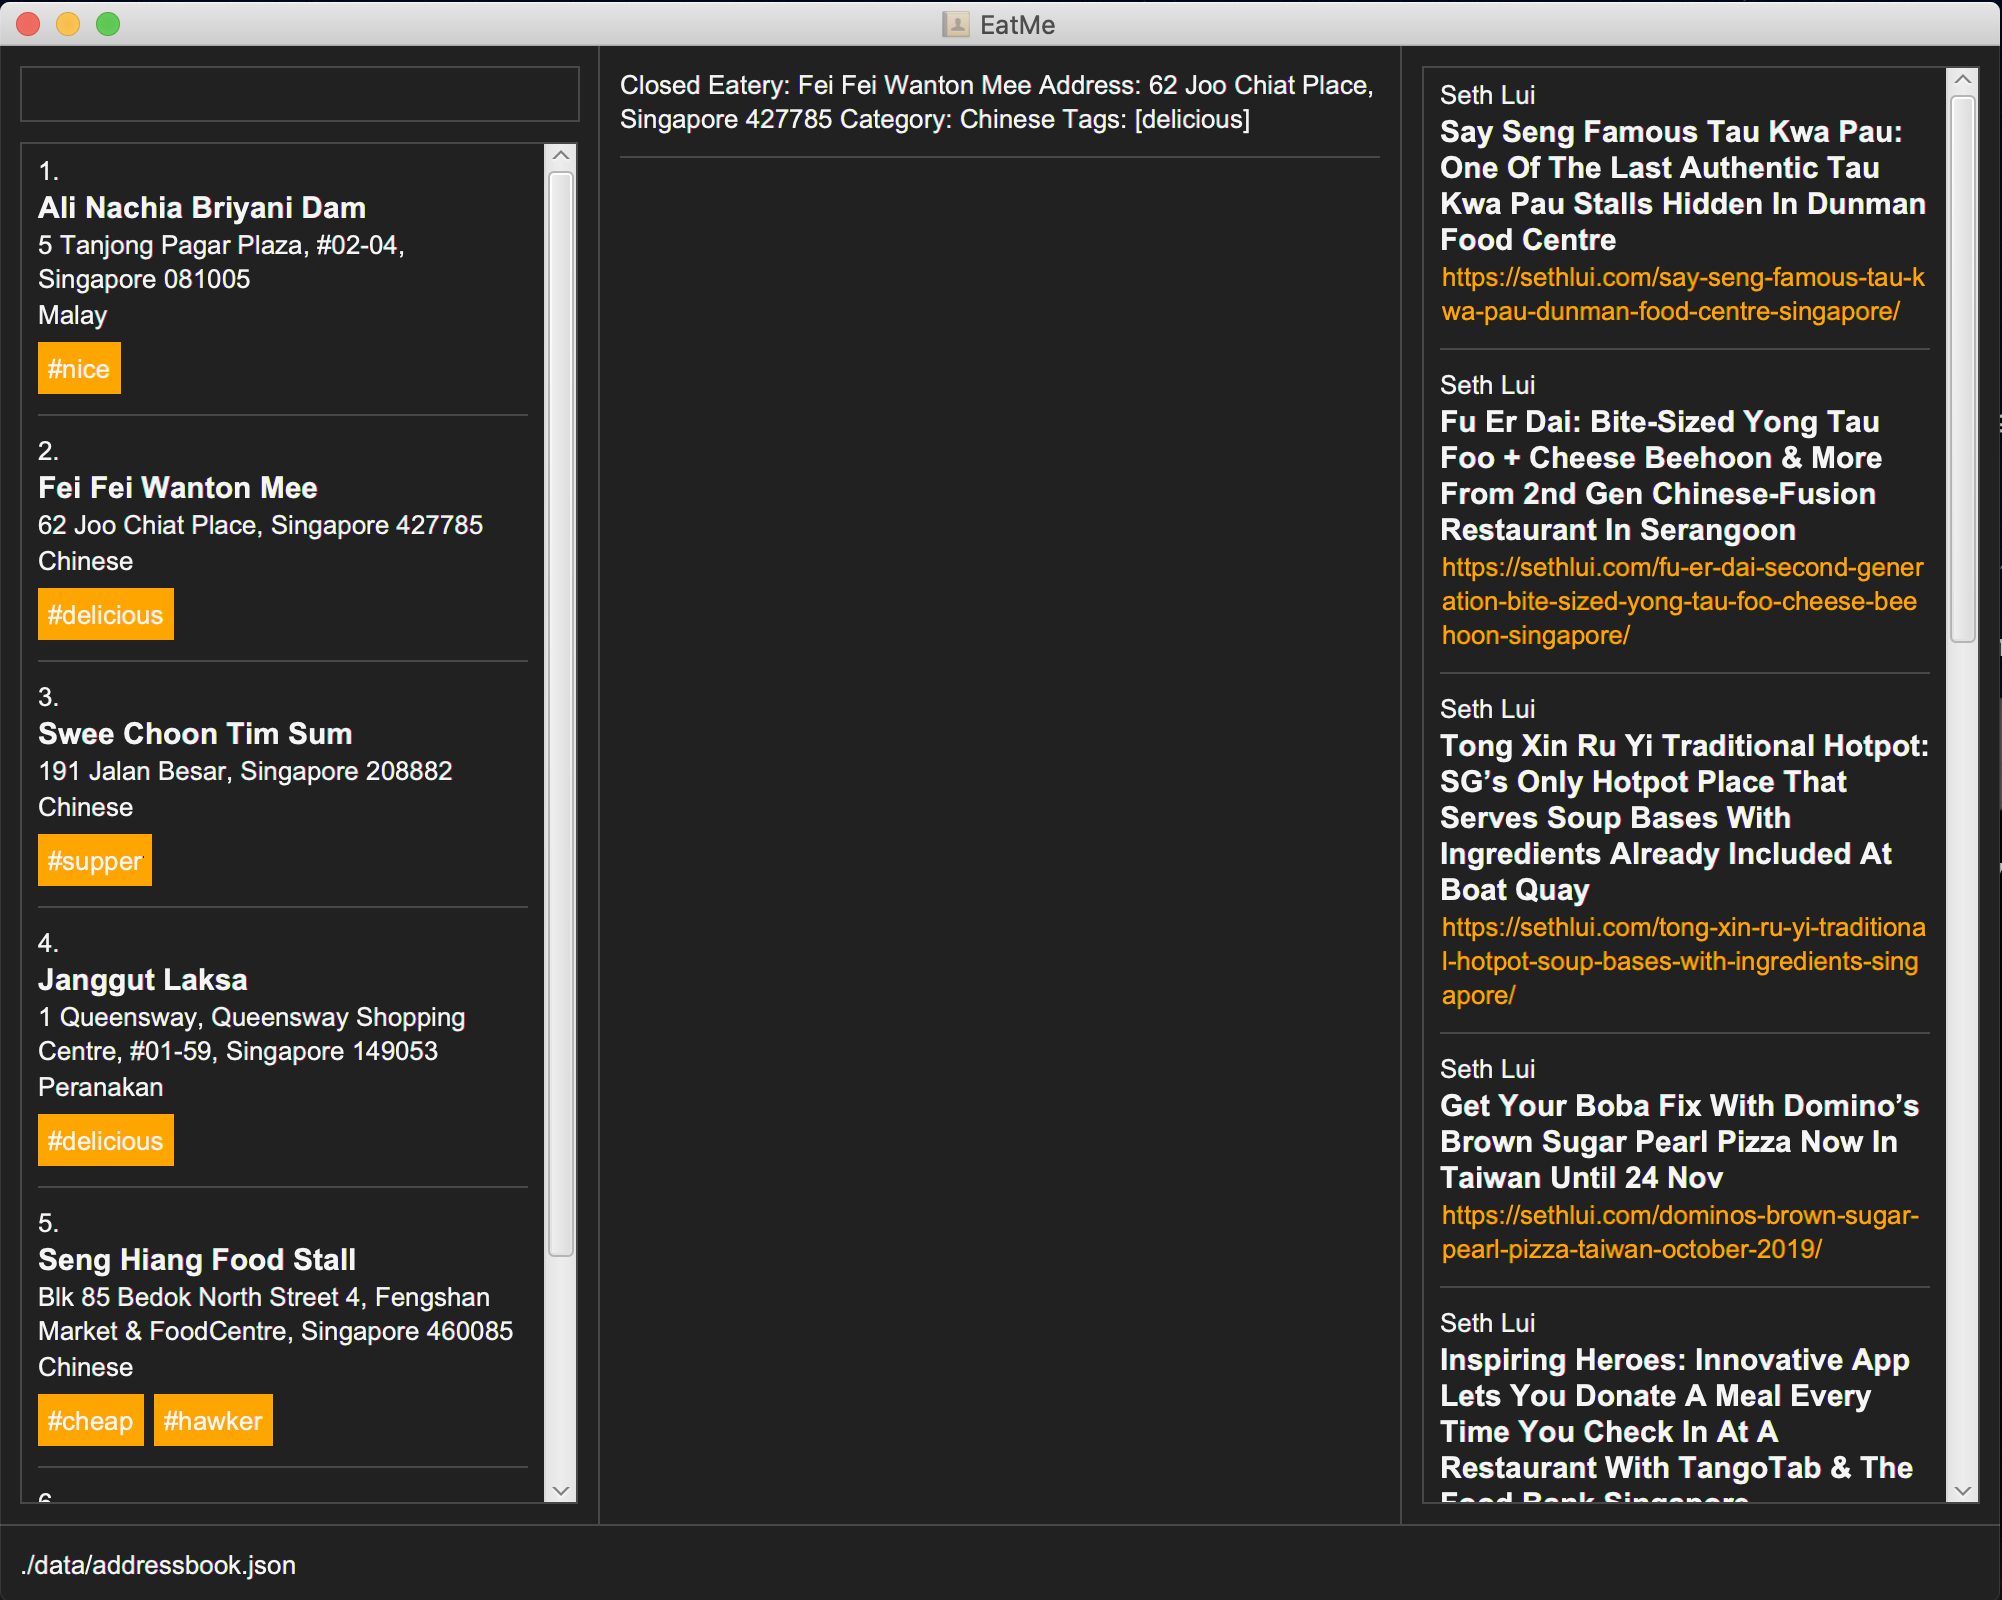 EatMe
1.
Ali Nachia Briyani Dam
5 Tanjong Pagar Plaza, #02-04,
Singapore 081005
Malay
#nice
2.
Fei Fei Wanton Mee
62 Joo Chiat Place, Singapore 427785
Chinese
#delicious
3.
Swee Choon Tim Sum
191 Jalan Besar, Singapore 208882
Chinese
#supper
4.
Janggut Laksa
1 Queensway, Queensway Shopping
Centre, #01-59, Singapore 149053
Peranakan
#delicious
5.
Seng Hiang Food Stall
Blk 85 Bedok North Street 4, Fengshan
Market & FoodCentre, Singapore 460085
Chinese
#cheap #hawker
6.
Closed Eatery: Fei Fei Wanton Mee Address: 62 Joo Chiat Place,
Singapore 427785 Category: Chinese Tags: [delicious]
Seth Lui
Say Seng Famous Tau Kwa Pau:
One Of The Last Authentic Tau
Kwa Pau Stalls Hidden In Dunman
Food Centre
https://sethlui.com/say-seng-famous-tau-k
wa-pau-dunman-food-centre-singapore/
Seth Lui
Fu Er Dai: Bite-Sized Yong Tau
Foo + Cheese Beehoon & More
From 2nd Gen Chinese-Fusion
Restaurant In Serangoon
https://sethlui.com/fu-er-dai-second-gener
ation-bite-sized-yong-tau-foo-cheese-bee
hoon-singapore/
Seth Lui
Tong Xin Ru Yi Traditional Hotpot:
SG’s Only Hotpot Place That
Serves Soup Bases With
Ingredients Already Included At
Boat Quay
https://sethlui.com/tong-xin-ru-yi-traditiona
l-hotpot-soup-bases-with-ingredients-sing
apore/
Seth Lui
Get Your Boba Fix With Domino’s
Brown Sugar Pearl Pizza Now In
Taiwan Until 24 Nov
https://sethlui.com/dominos-brown-sugar-
pearl-pizza-taiwan-october-2019/
Seth Lui
Inspiring Heroes: Innovative App
Lets You Donate A Meal Every
Time You Check In At A
Restaurant With TangoTab & The
Food Bank Singapore
./data/addressbook.json